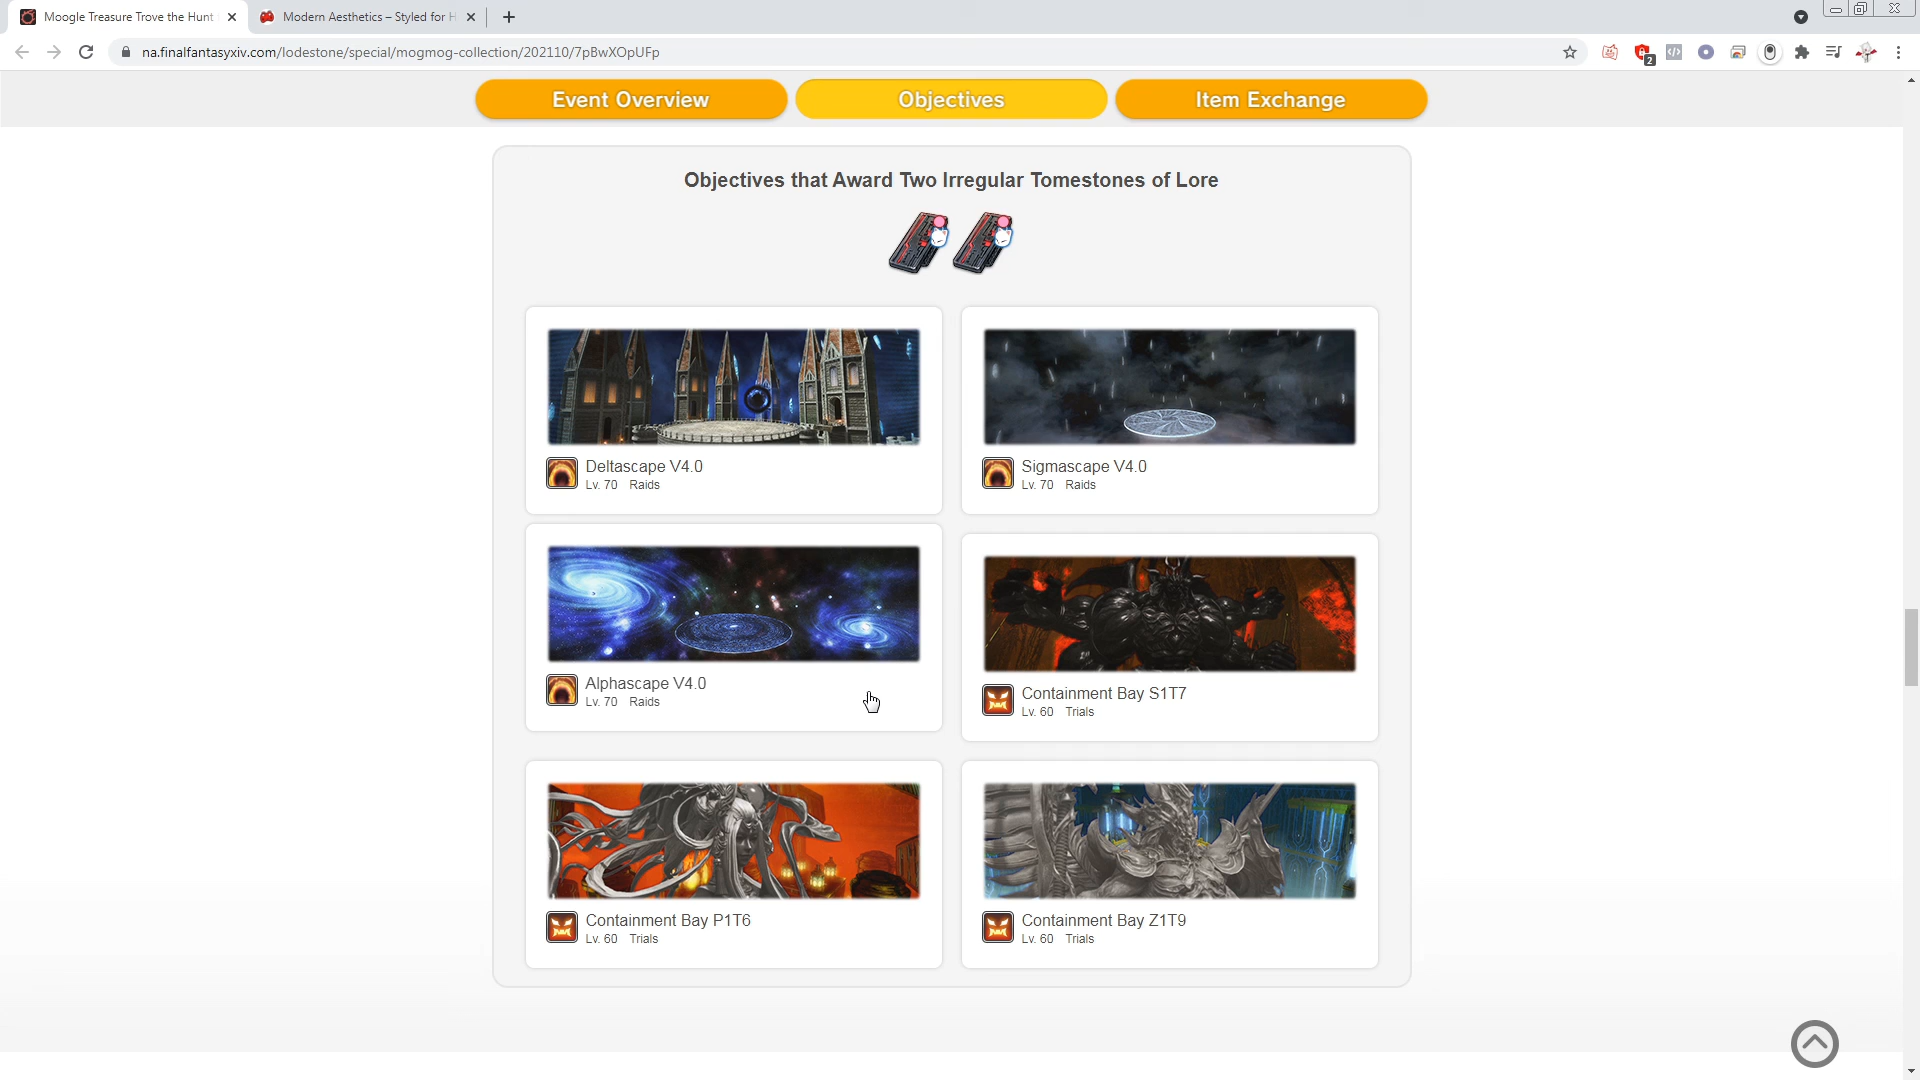 Moogle Treasure Trove the Hunt
Modern Aesthetics – Styled for H
na.finalfantasyxiv.com/lodestone/special/mogmog-collection/202110/7pBwXOpUFp
2
Event Overview
Objectives
Item Exchange
Objectives that Award Two Irregular Tomestones of Lore
Deltascape V4.0
Lv. 70 Raids
Sigmascape V4.0
Lv. 70 Raids
Alphascape V4.0
Lv. 70 Raids
Containment Bay S1T7
Lv. 60 Trials
Containment Bay P1T6
Lv. 60 Trials
Containment Bay Z1T9
Lv. 60 Trials